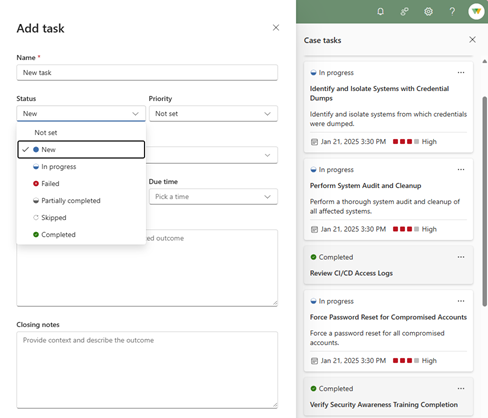 Add task
Name *
New task
Status
Priority
New
Not set
Not set
New
In progress
Failed
Partially completed
Skipped
Completed
Due time
Pick a time
ed outcome
Closing notes
Provide context and describe the outcome
Case tasks
In progress
Identify and Isolate Systems with Credential
Dumps
Identify and isolate systems from which credentials
were dumped.
Jan 21, 2025 3:30 PM High
In progress
Perform System Audit and Cleanup
Perform a thorough system audit and cleanup of
all affected systems.
Jan 21, 2025 3:30 PM High
Completed
Review CI/CD Access Logs
In progress
Force Password Reset for Compromised Accounts
Force a password reset for all compromised
accounts.
Jan 21, 2025 3:30 PM High
Completed
Verify Security Awareness Training Completion